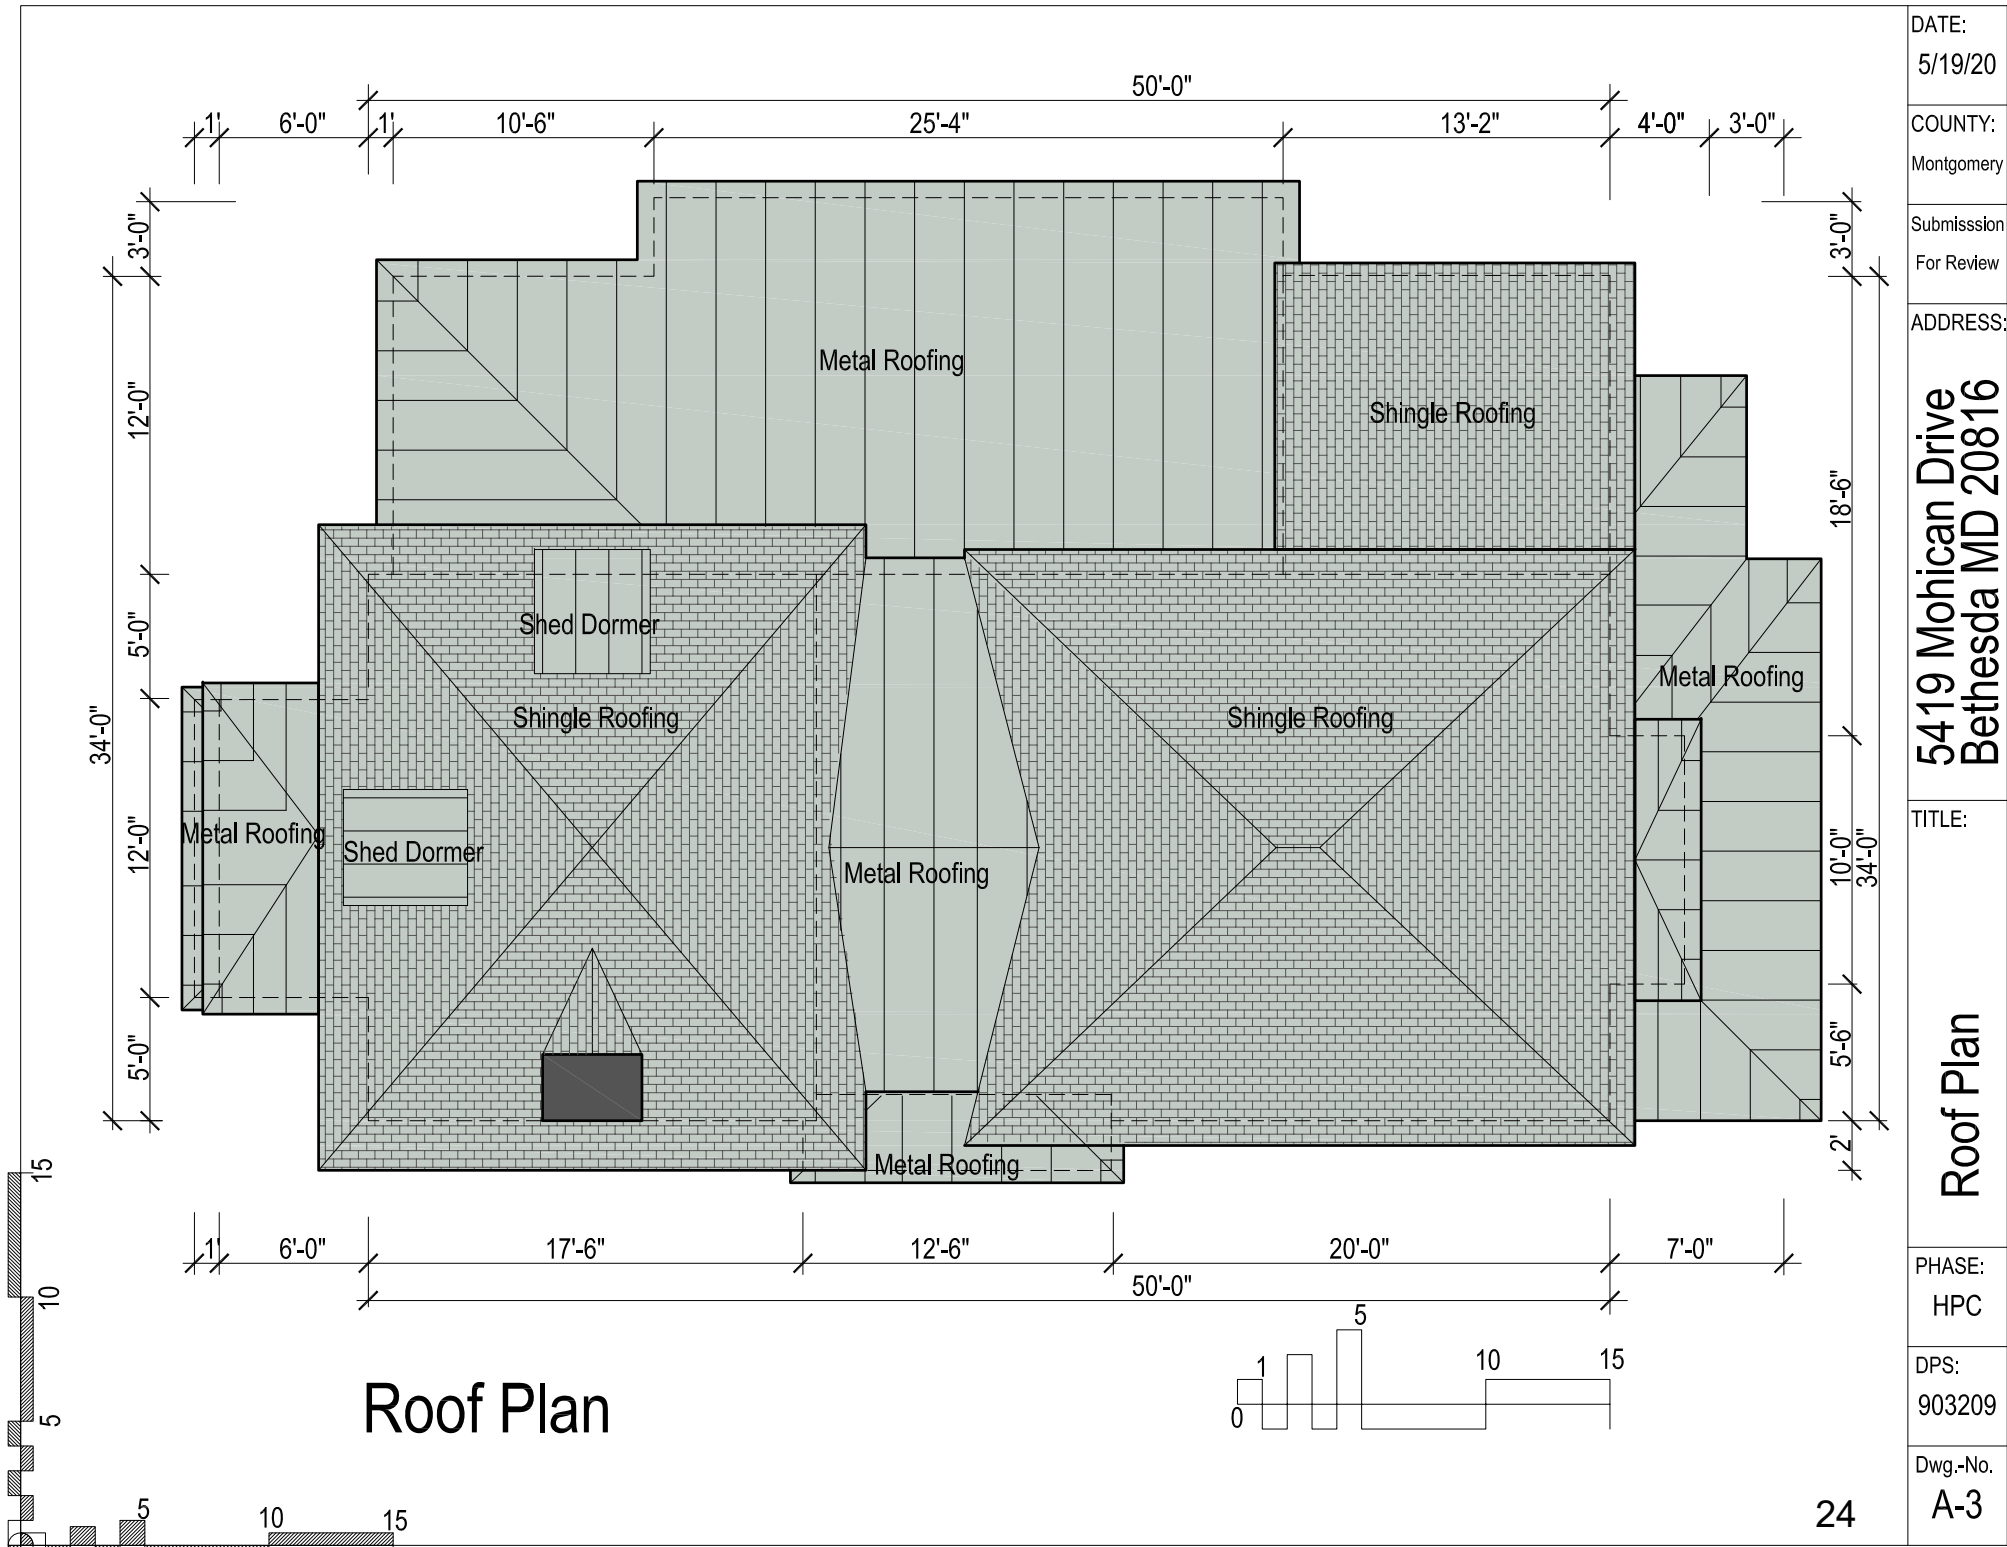 50'-0"
1' 6'-0" 1' 10'-6" 25'-4" 13'-2" 4'-0" 3'-0"
3'-0"
12'-0"
5'-0"
34'-0"
12'-0"
5'-0"
3'-0"
18'-6"
10'-0"
34'-0"
5'-6"
2'
Metal Roofing
Shingle Roofing
Shed Dormer
Metal Roofing
Shingle Roofing
Shingle Roofing
Metal Roofing
Shed Dormer
Metal Roofing
Metal Roofing
1' 6'-0" 17'-6" 12'-6" 20'-0" 7'-0"
50'-0"
Roof Plan
0 1 5 10 15
15
10
5
5 10 15
24
DATE:
5/19/20
COUNTY:
Montgomery
Submisssion
For Review
ADDRESS:
5419 Mohican Drive
Bethesda MD 20816
TITLE:
Roof Plan
PHASE:
HPC
DPS:
903209
Dwg.-No.
A-3